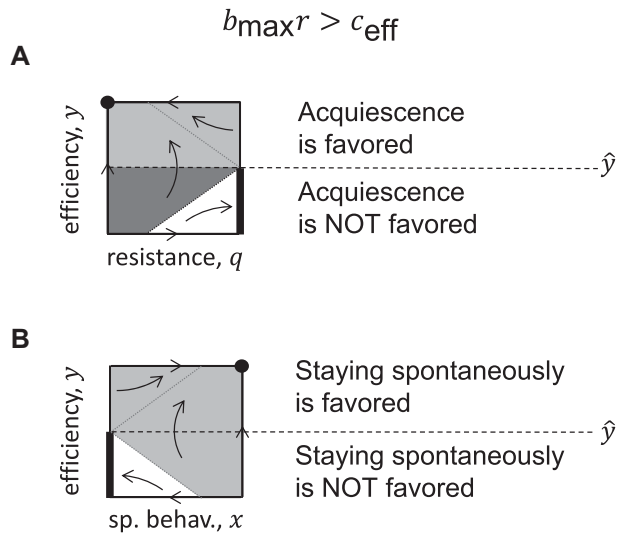 b_max r > c_eff
A
efficiency, y
Acquiescence
is favored
ŷ
Acquiescence
is NOT favored
resistance, q
B
efficiency, y
Staying spontaneously
is favored
ŷ
Staying spontaneously
is NOT favored
sp. behav., x